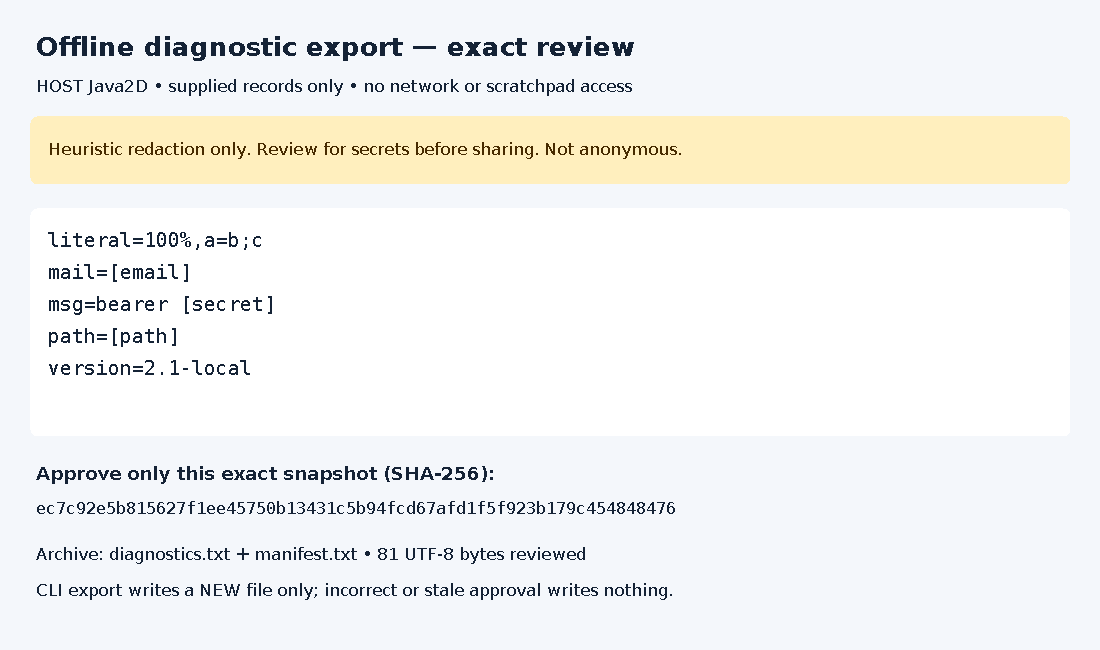 Offline diagnostic export — exact review
HOST Java2D • supplied records only • no network or scratchpad access
Heuristic redaction only. Review for secrets before sharing. Not anonymous.
literal=100%,a=b;c
mail=[email]
msg=bearer [secret]
path=[path]
version=2.1-local
Approve only this exact snapshot (SHA-256):
ec7c92e5b815627f1ee45750b13431c5b94fcd67afd1f5f923b179c454848476
Archive: diagnostics.txt + manifest.txt • 81 UTF-8 bytes reviewed
CLI export writes a NEW file only; incorrect or stale approval writes nothing.